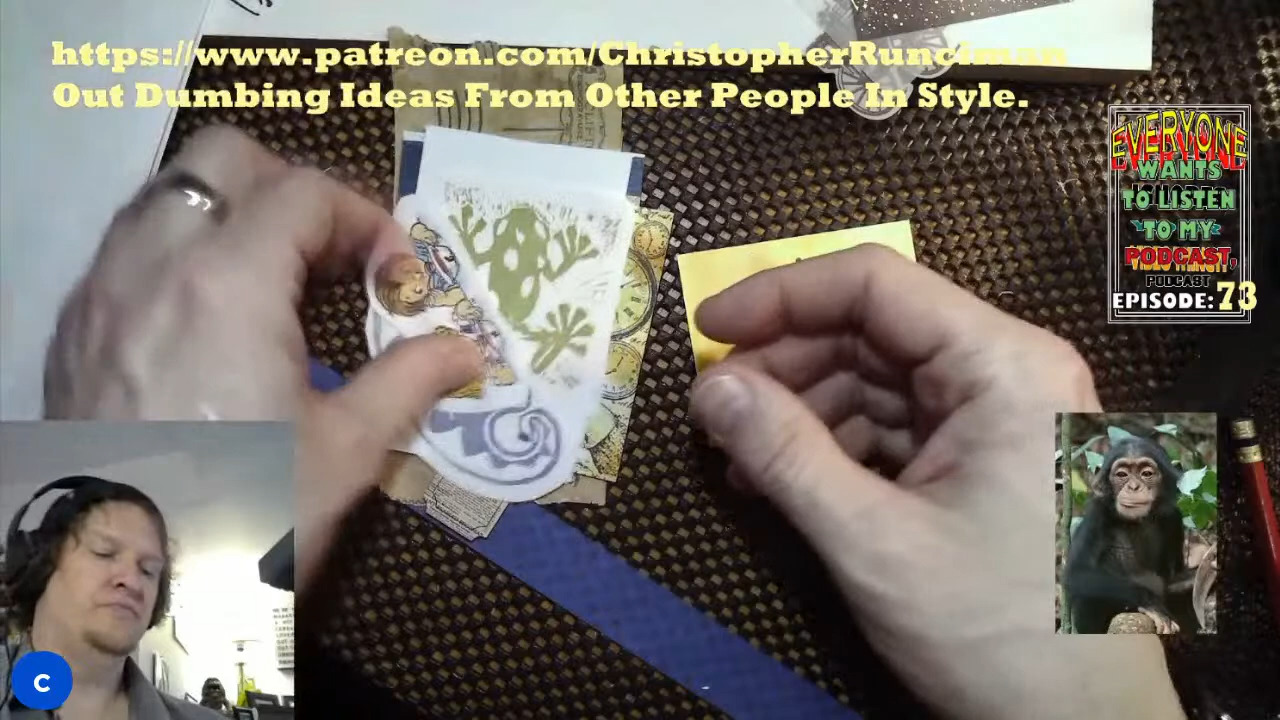 https://www.patreon.com/ChristopherRunciman
Out Dumbing Ideas From Other People In Style.
EVERYONE
WANTS
TO LISTEN
TO MY
PODCAST,
PODCAST
EPISODE: 73
C